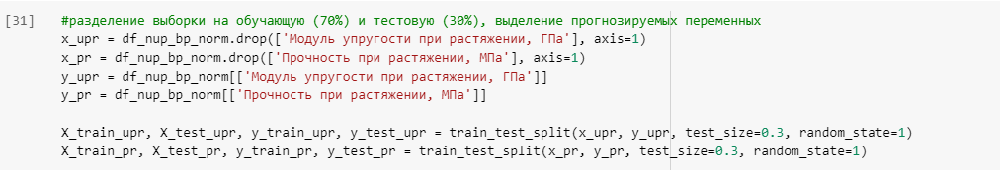 [31] #разделение выборки на обучающую (70%) и тестовую (30%), выделение прогнозируемых переменных
x_upr = df_nup_bp_norm.drop(['Модуль упругости при растяжении, ГПа'], axis=1)
x_pr = df_nup_bp_norm.drop(['Прочность при растяжении, МПа'], axis=1)
y_upr = df_nup_bp_norm[['Модуль упругости при растяжении, ГПа']]
y_pr = df_nup_bp_norm[['Прочность при растяжении, МПа']]
X_train_upr, X_test_upr, y_train_upr, y_test_upr = train_test_split(x_upr, y_upr, test_size=0.3, random_state=1)
X_train_pr, X_test_pr, y_train_pr, y_test_pr = train_test_split(x_pr, y_pr, test_size=0.3, random_state=1)